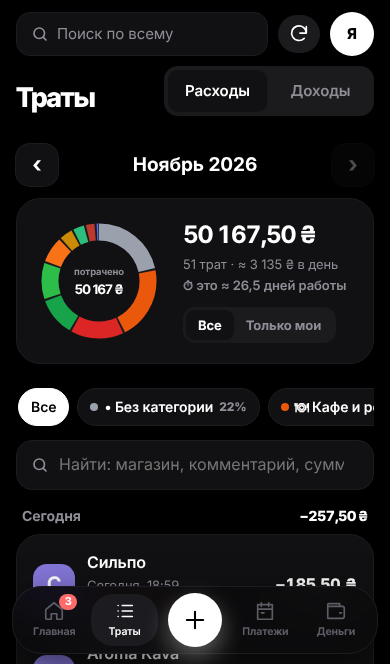 Поиск по всему
Я
Траты
Расходы
Доходы
Ноябрь 2026
потрачено
50 167 ₴
50 167,50 ₴
51 трат · ≈ 3 135 ₴ в день
⏱ это ≈ 26,5 дней работы
Все
Только мои
Все
• Без категории 22%
🍽 Кафе и р
Найти: магазин, комментарий, сумм
Сегодня
−257,50 ₴
С
Сильпо
Сегодня, 18:59
−185,50 ₴
3
Главная
Траты
Платежи
Деньги
Aroma Kava